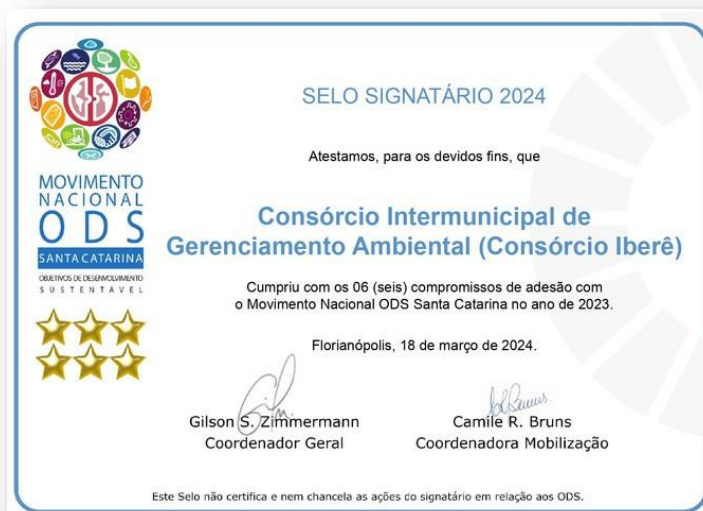 SELO SIGNATÁRIO 2024
Atestamos, para os devidos fins, que
Consórcio Intermunicipal de
Gerenciamento Ambiental (Consórcio Iberê)
Cumpriu com os 06 (seis) compromissos de adesão com
o Movimento Nacional ODS Santa Catarina no ano de 2023.
Florianópolis, 18 de março de 2024.
Gilson S. Zimmermann
Coordenador Geral
Camile R. Bruns
Coordenadora Mobilização
Este Selo não certifica e nem chancela as ações do signatário em relação aos ODS.
MOVIMENTO
NACIONAL
ODS
SANTA CATARINA
OBJETIVOS DE DESENVOLVIMENTO
SUSTENTÁVEL